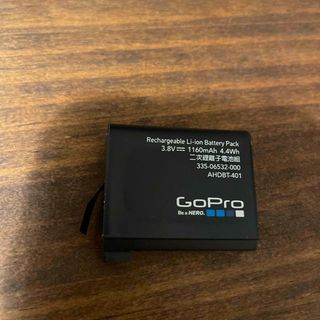 Rechargeable Li-ion Battery Pack
3.8V⎓ 1160mAh 4.4Wh
二次鋰離子電池組
335-06532-000
AHDBT-401
GoPro
Be a HERO.